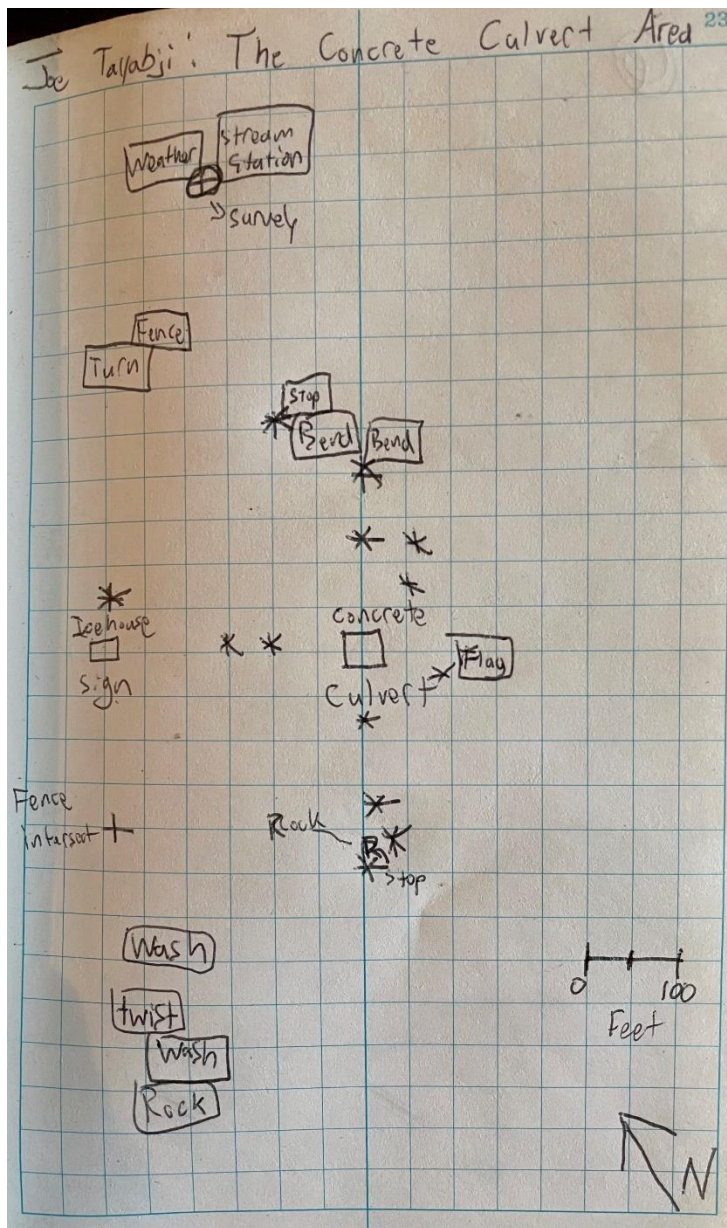 Joe Tayabji: The Concrete Culvert Area 23
Weather
Stream
Station
Survey
Fence
Turn
Stop
Bend
Bend
Icehouse
Sign
Concrete
Culvert
Flag
Fence
intersect
Rock
R
Stop
Wash
twist
Wash
Rock
0 100
Feet
N